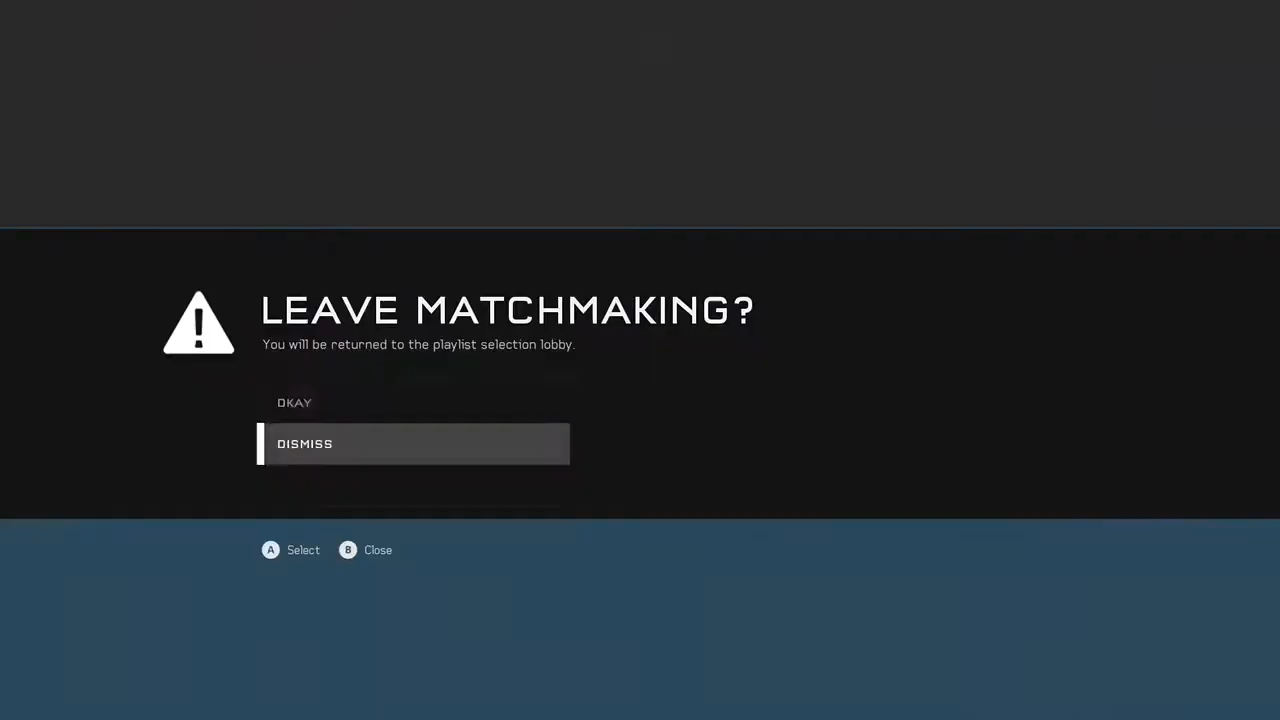 LEAVE MATCHMAKING?
You will be returned to the playlist selection lobby.
OKAY
DISMISS
A Select B Close